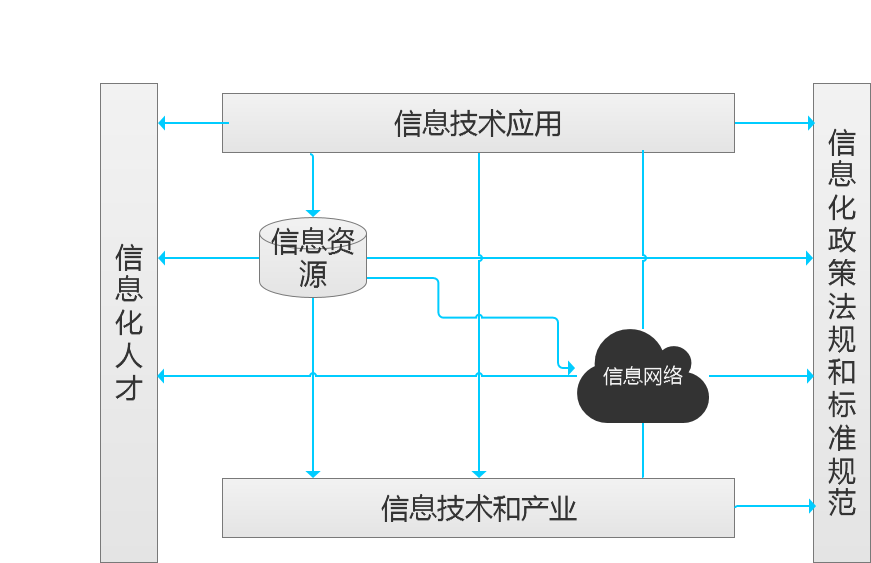 信息技术应用
信息化人才
信息资
源
信息网络
信息技术和产业
信息化政策法规和标准规范